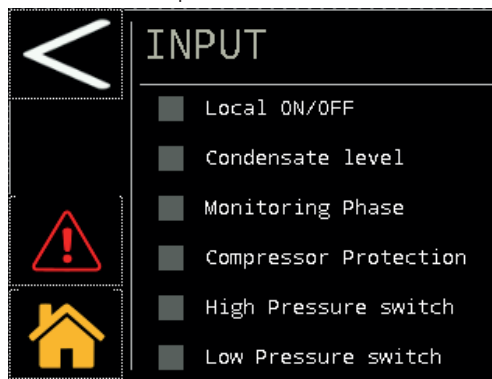 INPUT
Local ON/OFF
Condensate level
Monitoring Phase
Compressor Protection
High Pressure switch
Low Pressure switch